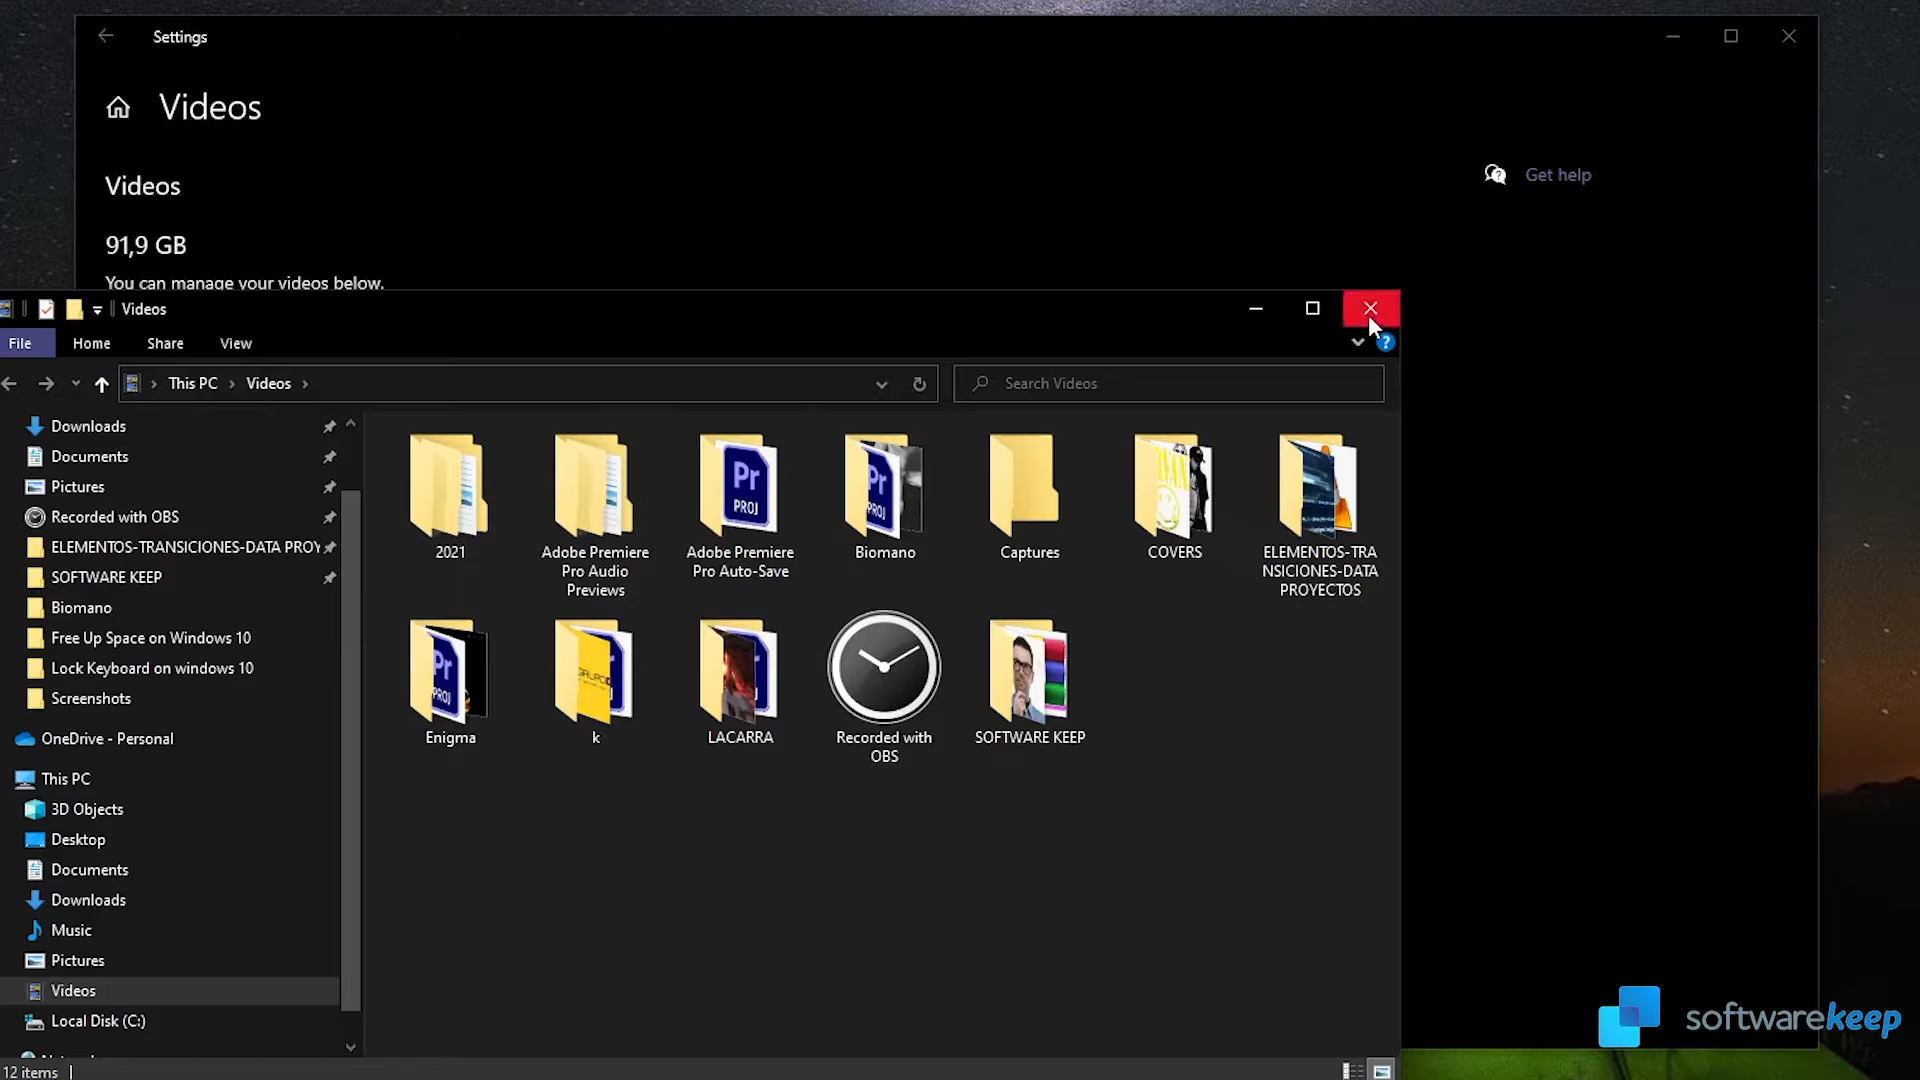 Settings
Videos
Videos
Get help
91,9 GB
You can manage your videos below.
Videos
File
Home
Share
View
This PC
Videos
Search Videos
Downloads
Documents
Pictures
Recorded with OBS
ELEMENTOS-TRANSICIONES-DATA PROY
SOFTWARE KEEP
Biomano
Free Up Space on Windows 10
Lock Keyboard on windows 10
Screenshots
OneDrive - Personal
This PC
3D Objects
Desktop
Documents
Downloads
Music
Pictures
Videos
Local Disk (C:)
2021
Adobe Premiere
Pro Audio
Previews
Adobe Premiere
Pro Auto-Save
Biomano
Captures
COVERS
ELEMENTOS-TRA
NSICIONES-DATA
PROYECTOS
Pr
PROJ
Pr
PROJ
Enigma
k
LACARRA
Recorded with
OBS
SOFTWARE KEEP
12 items
softwarekeep